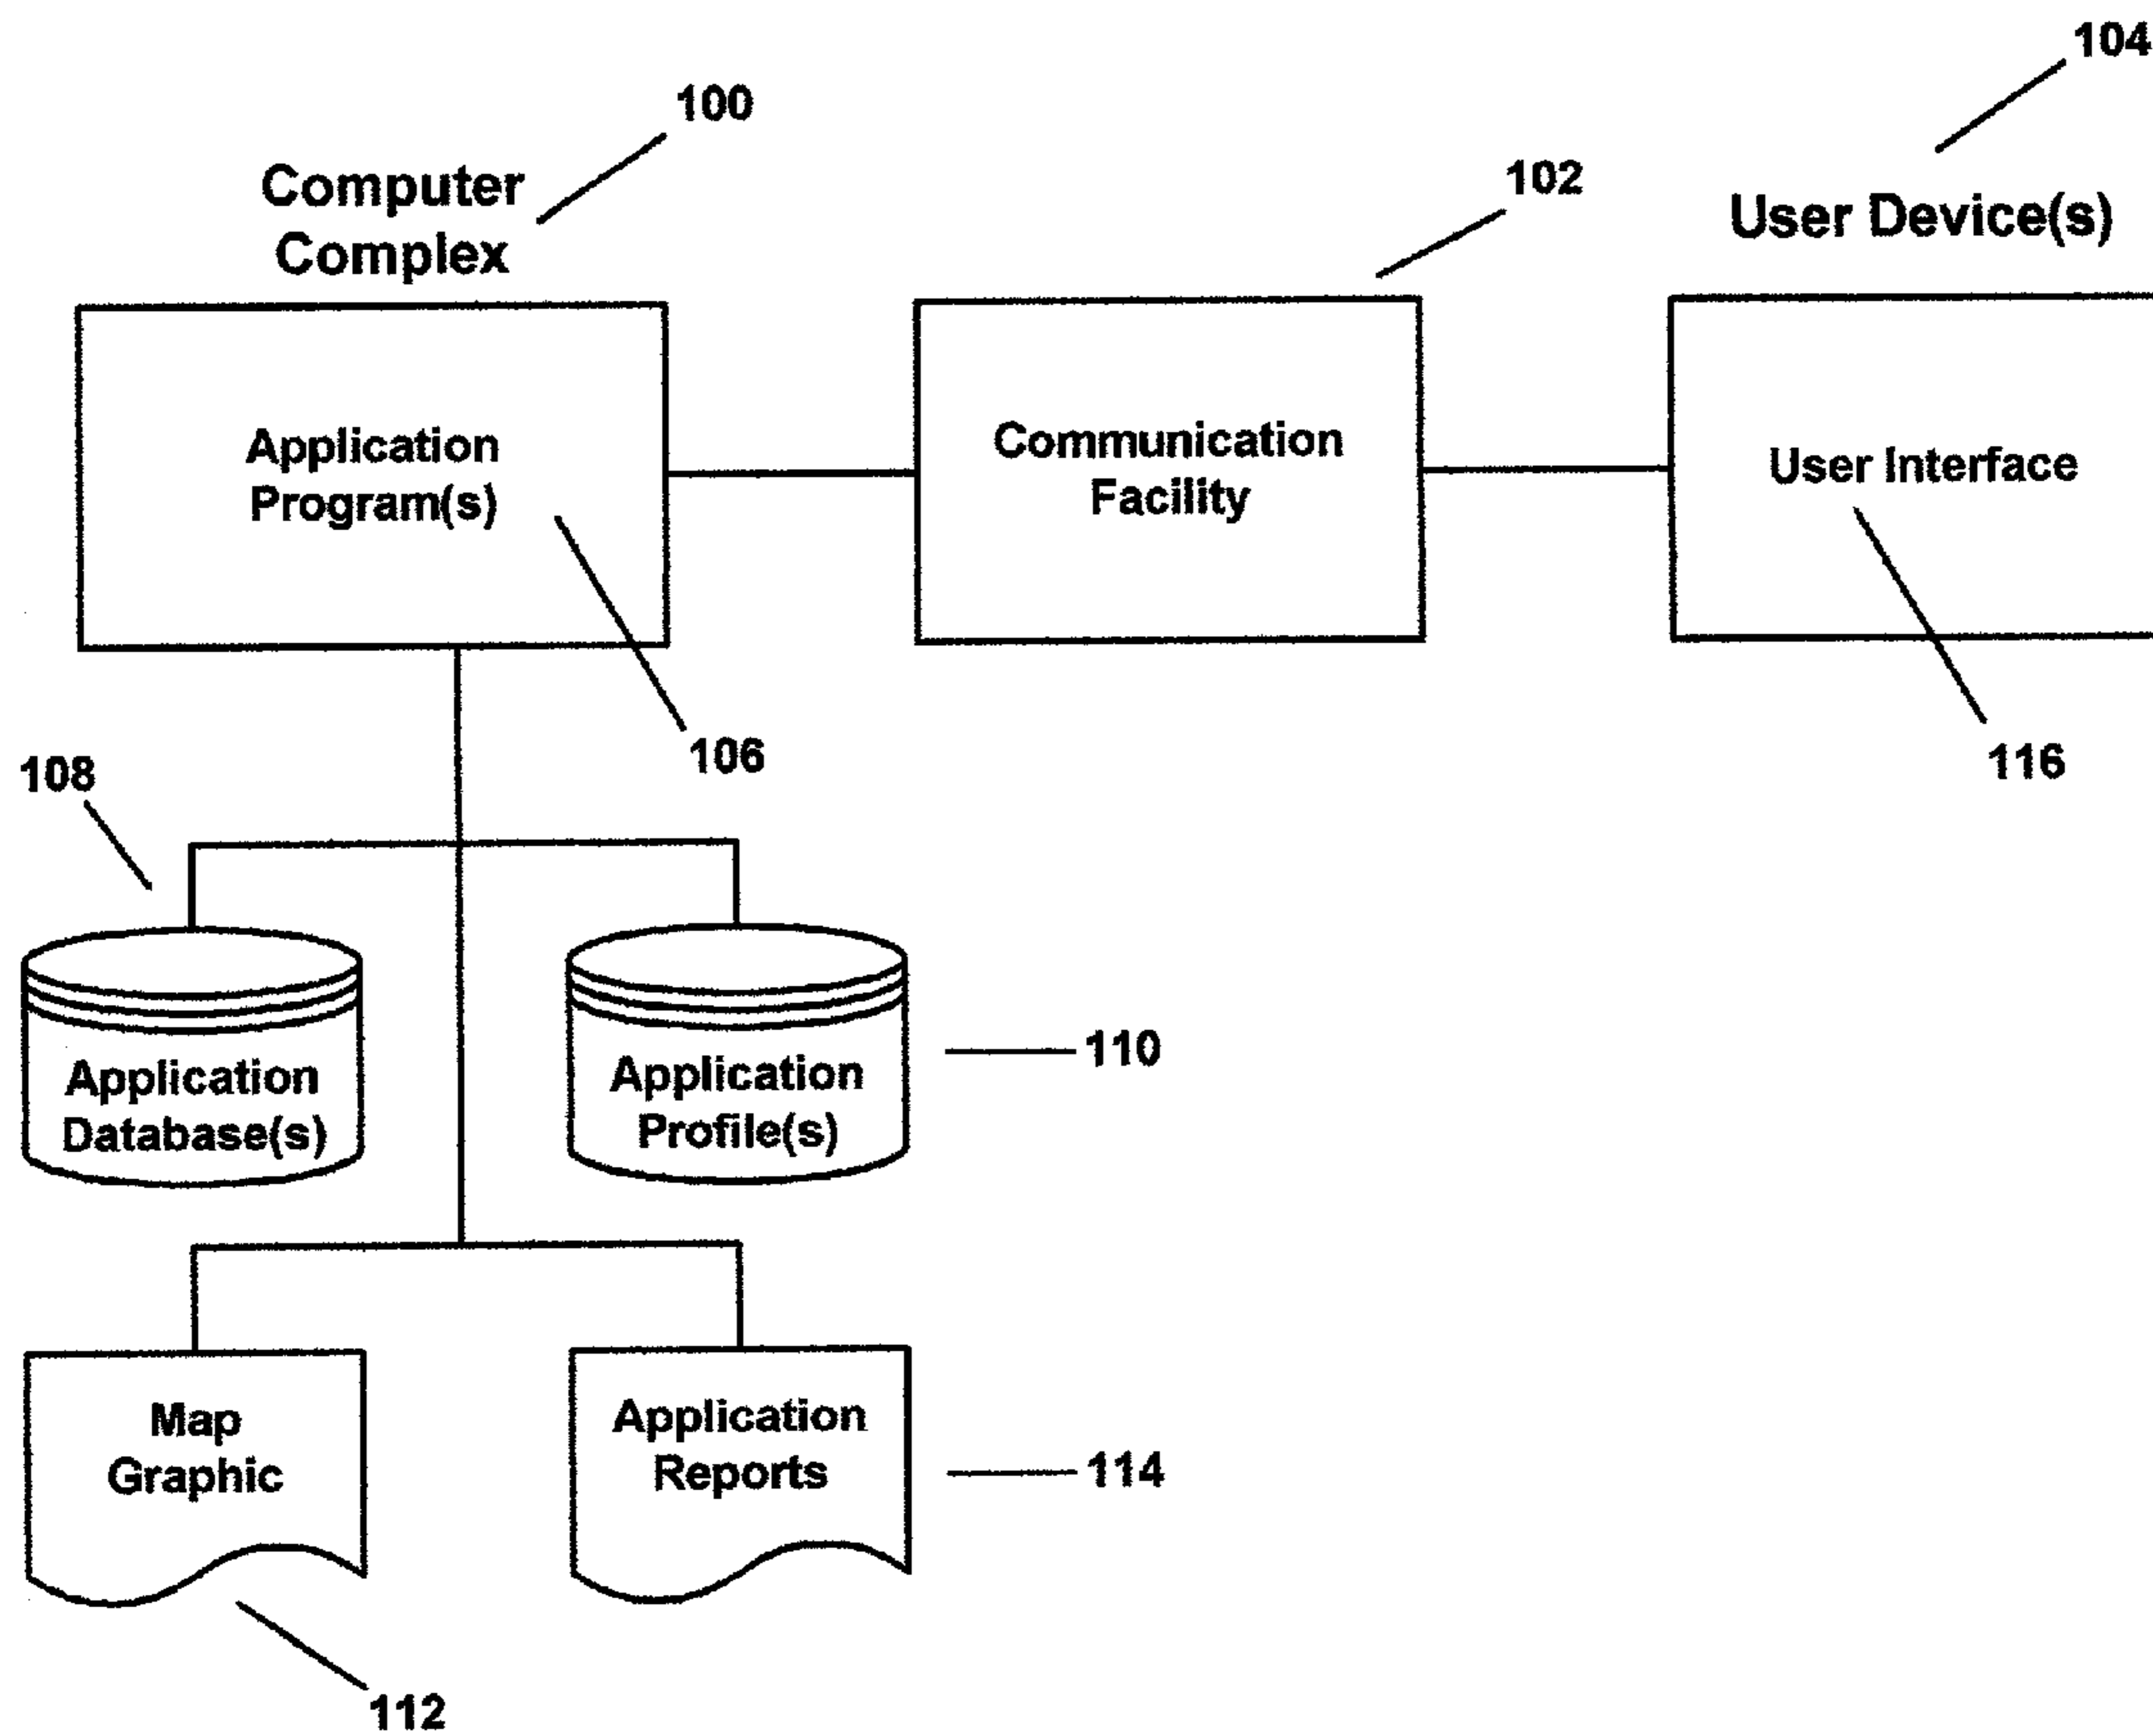 104
100
Computer
Complex
102
User Device(s)
Application
Program(s)
Communication
Facility
User Interface
106
116
108
Application
Database(s)
Application
Profile(s)
110
Map
Graphic
Application
Reports
114
112